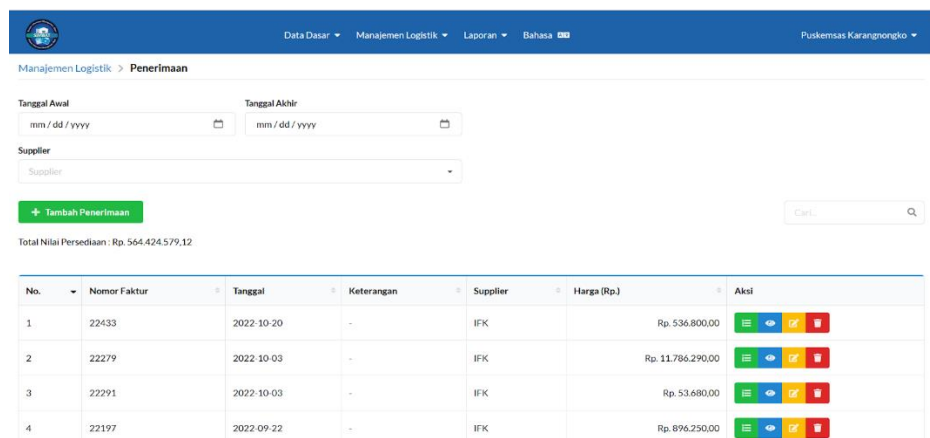 Data Dasar Manajemen Logistik Laporan Bahasa Puskemsas Karangnongko
Manajemen Logistik > Penerimaan
Tanggal Awal Tanggal Akhir
mm / dd / yyyy mm / dd / yyyy
Supplier
Supplier
+ Tambah Penerimaan Cari...
Total Nilai Persediaan : Rp. 564.424.579,12
No. Nomor Faktur Tanggal Keterangan Supplier Harga (Rp.) Aksi
1 22433 2022-10-20 - IFK Rp. 536.800,00
2 22279 2022-10-03 - IFK Rp. 11.786.290,00
3 22291 2022-10-03 - IFK Rp. 53.680,00
4 22197 2022-09-22 - IFK Rp. 896.250,00